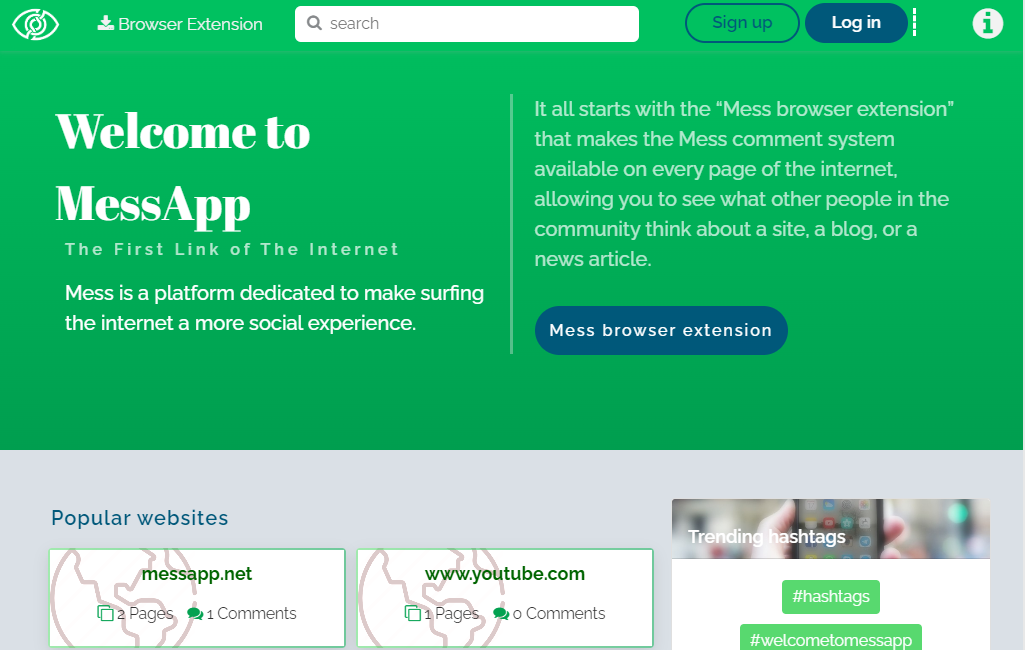 Browser Extension
search
Sign up
Log in
Welcome to
MessApp
The First Link of The Internet
Mess is a platform dedicated to make surfing
the internet a more social experience.
It all starts with the “Mess browser extension”
that makes the Mess comment system
available on every page of the internet,
allowing you to see what other people in the
community think about a site, a blog, or a
news article.
Mess browser extension
Popular websites
messapp.net
2 Pages 1 Comments
www.youtube.com
1 Pages 0 Comments
Trending hashtags
#hashtags
#welcometomessapp